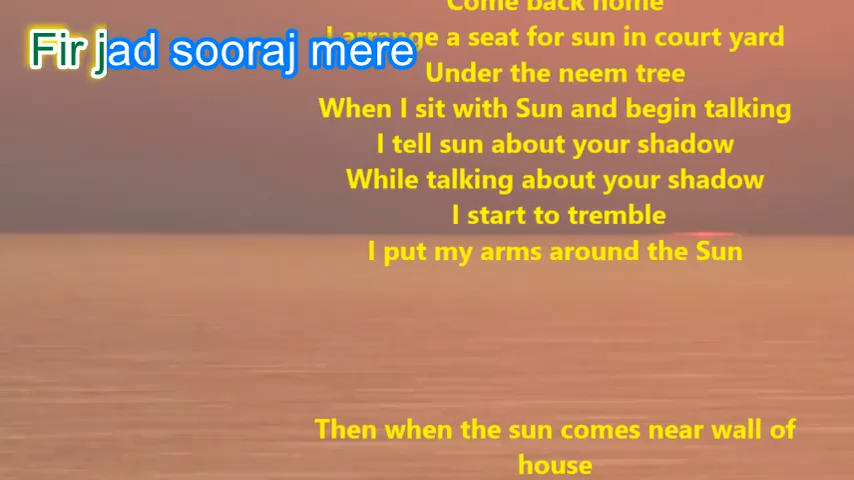 Come back home
Fir jad sooraj mere
I arrange a seat for sun in court yard
Under the neem tree
When I sit with Sun and begin talking
I tell sun about your shadow
While talking about your shadow
I start to tremble
I put my arms around the Sun
Then when the sun comes near wall of
house